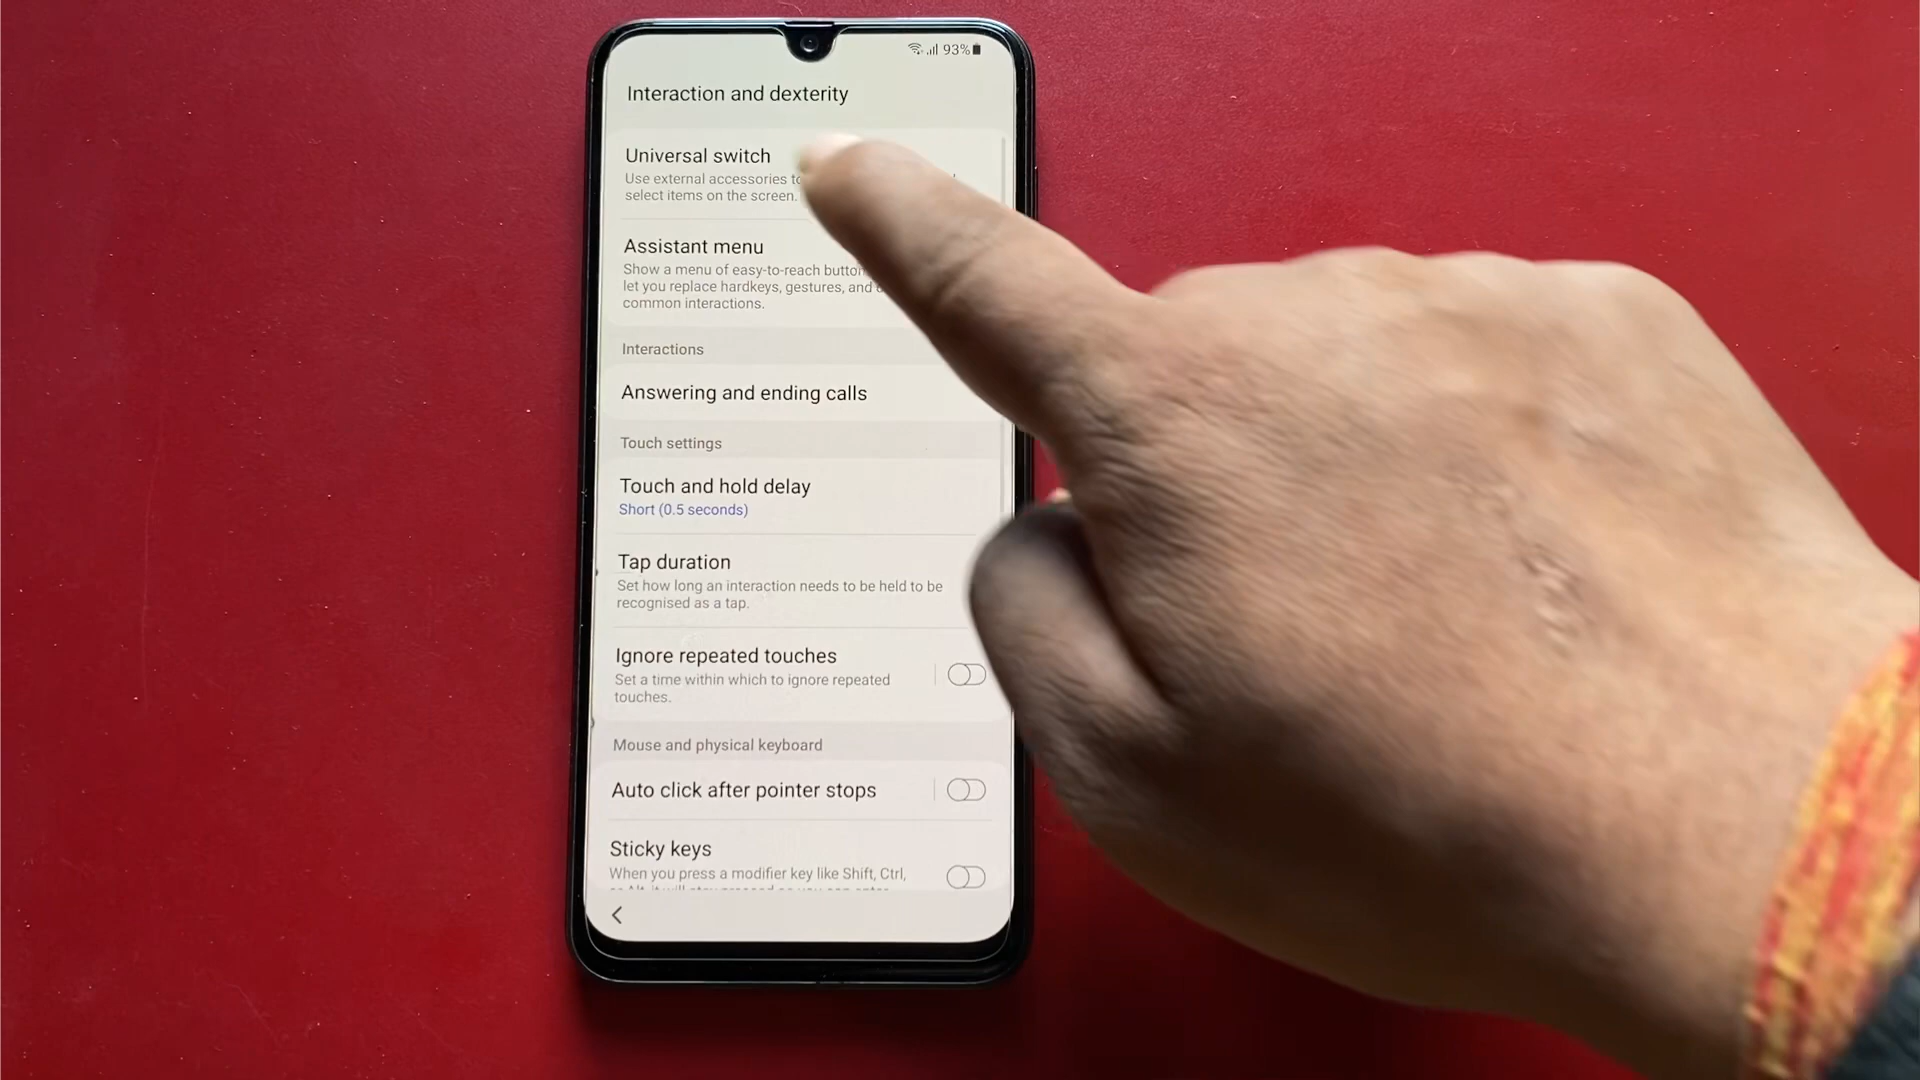 93%
Interaction and dexterity
Universal switch
Use external accessories
select items on the screen.
Assistant menu
Show a menu of easy-to-reach
let you replace hardkeys, gestures, and
common interactions.
Interactions
Answering and ending calls
Touch settings
Touch and hold delay
Short (0.5 seconds)
Tap duration
Set how long an interaction needs to be held to be
recognised as a tap.
Ignore repeated touches
Set a time within which to ignore repeated
touches.
Mouse and physical keyboard
Auto click after pointer stops
Sticky keys
When you press a modifier key like Shift, Ctrl,